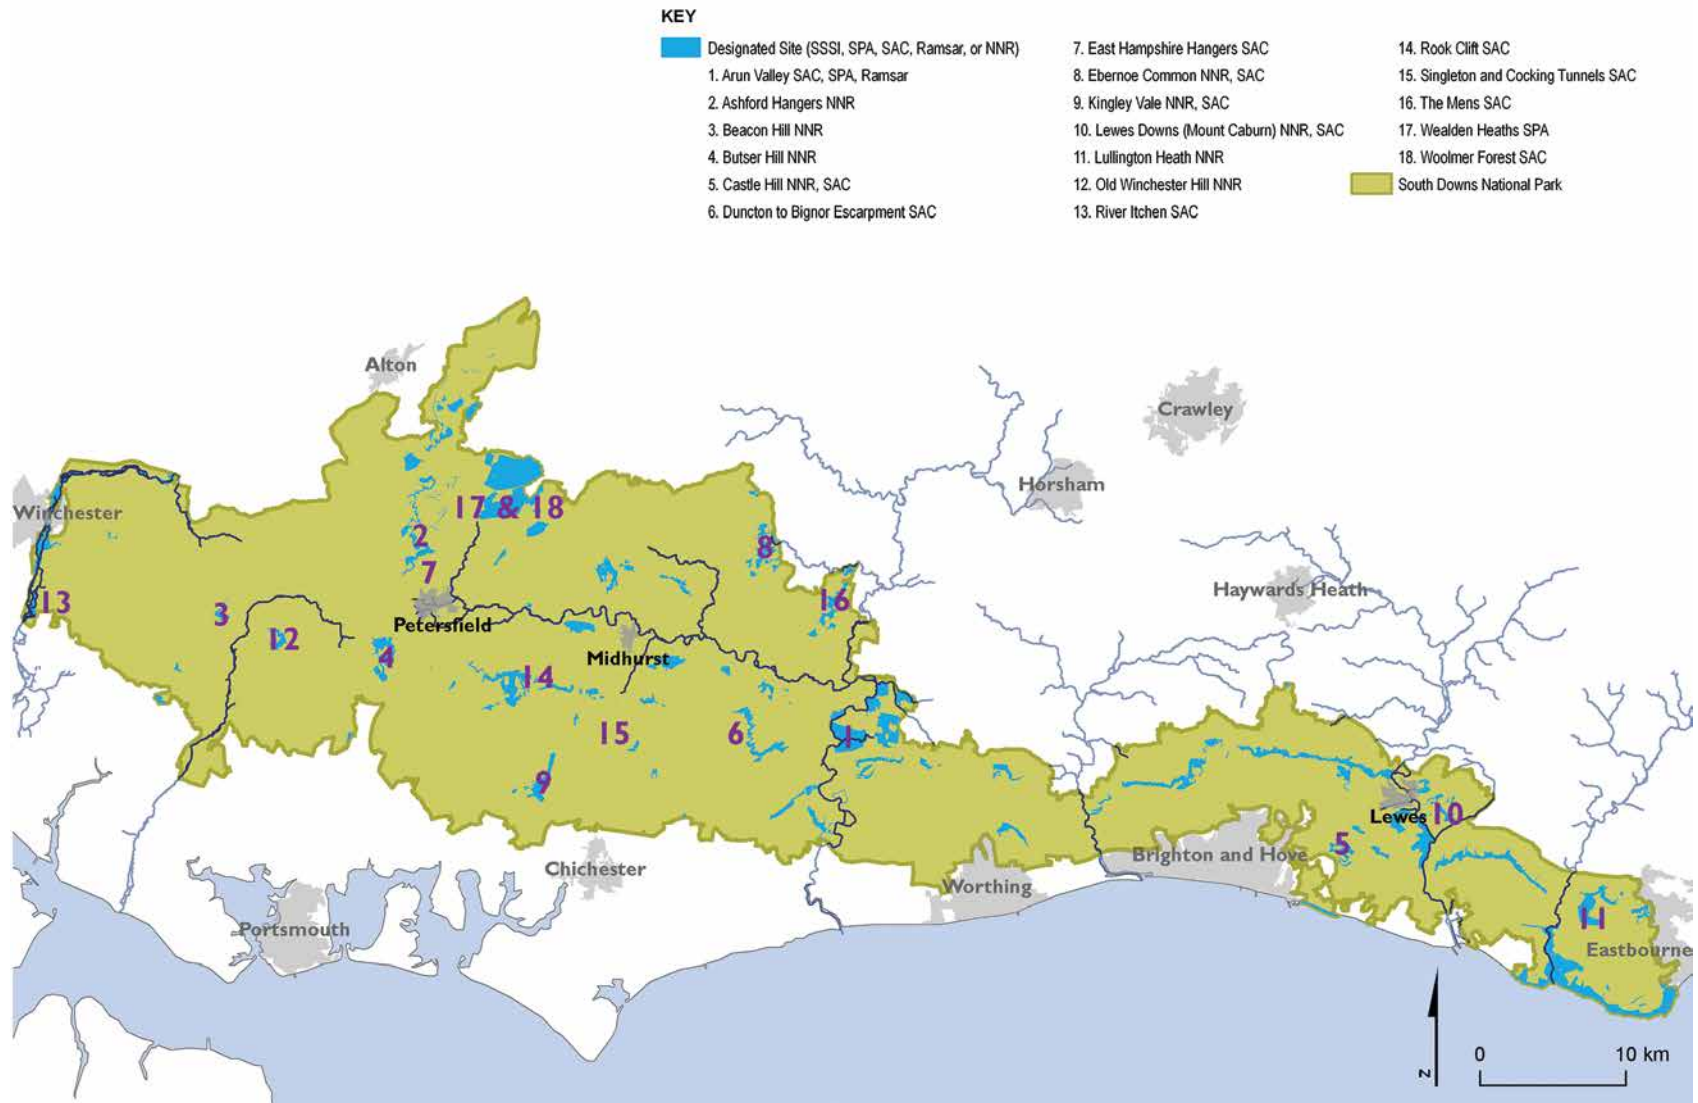 KEY
Designated Site (SSSI, SPA, SAC, Ramsar, or NNR)
1. Arun Valley SAC, SPA, Ramsar
2. Ashford Hangers NNR
3. Beacon Hill NNR
4. Butser Hill NNR
5. Castle Hill NNR, SAC
6. Duncton to Bignor Escarpment SAC
7. East Hampshire Hangers SAC
8. Ebernoe Common NNR, SAC
9. Kingley Vale NNR, SAC
10. Lewes Downs (Mount Caburn) NNR, SAC
11. Lullington Heath NNR
12. Old Winchester Hill NNR
13. River Itchen SAC
14. Rook Clift SAC
15. Singleton and Cocking Tunnels SAC
16. The Mens SAC
17. Wealden Heaths SPA
18. Woolmer Forest SAC
South Downs National Park
Alton
Crawley
Horsham
Winchester
17 & 18
2
8
7
Haywards Heath
13
3
16
Petersfield
12
4
Midhurst
14
15
6
1
9
Lewes
10
5
Brighton and Hove
Chichester
Worthing
11
Portsmouth
Eastbourne
N
0
10 km